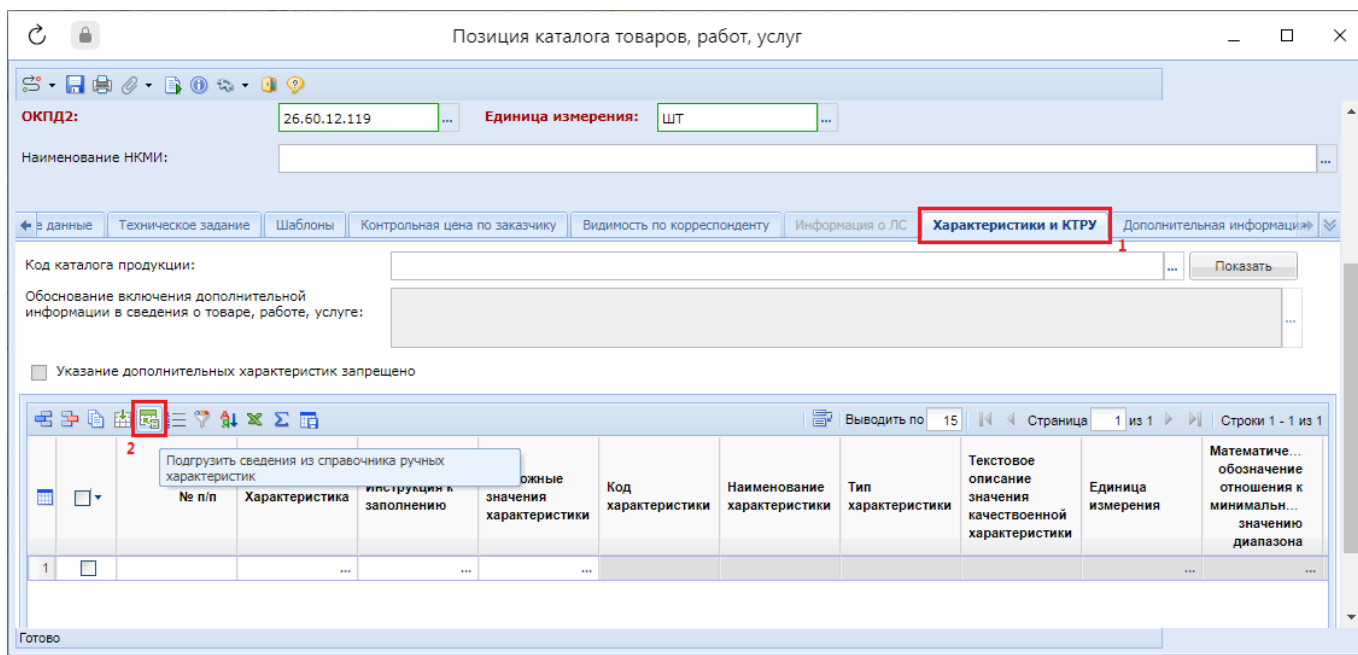 Позиция каталога товаров, работ, услуг
ОКПД2:
26.60.12.119
...
Единица измерения:
ШТ
...
Наименование НКМИ:
...
е данные
Техническое задание
Шаблоны
Контрольная цена по заказчику
Видимость по корреспонденту
Информация о ЛС
Характеристики и КТРУ
Дополнительная информация
1
Код каталога продукции:
...
Показать
Обоснование включения дополнительной
информации в сведения о товаре, работе, услуге:
...
Указание дополнительных характеристик запрещено
Выводить по 15
Страница 1 из 1
Строки 1 - 1 из 1
2
Подгрузить сведения из справочника ручных
характеристик
№ п/п
Характеристика
Инструкция к
заполнению
ожные
значения
характеристики
Код
характеристики
Наименование
характеристики
Тип
характеристики
Текстовое
описание
значения
качествоенной
характеристики
Единица
измерения
Математиче...
обозначение
отношения к
минимальн...
значению
диапазона
1
...
...
...
...
...
Готово